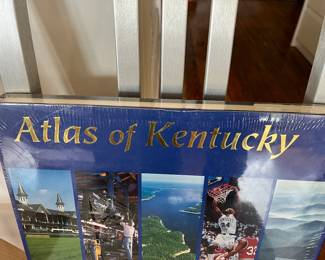 Atlas of Kentucky